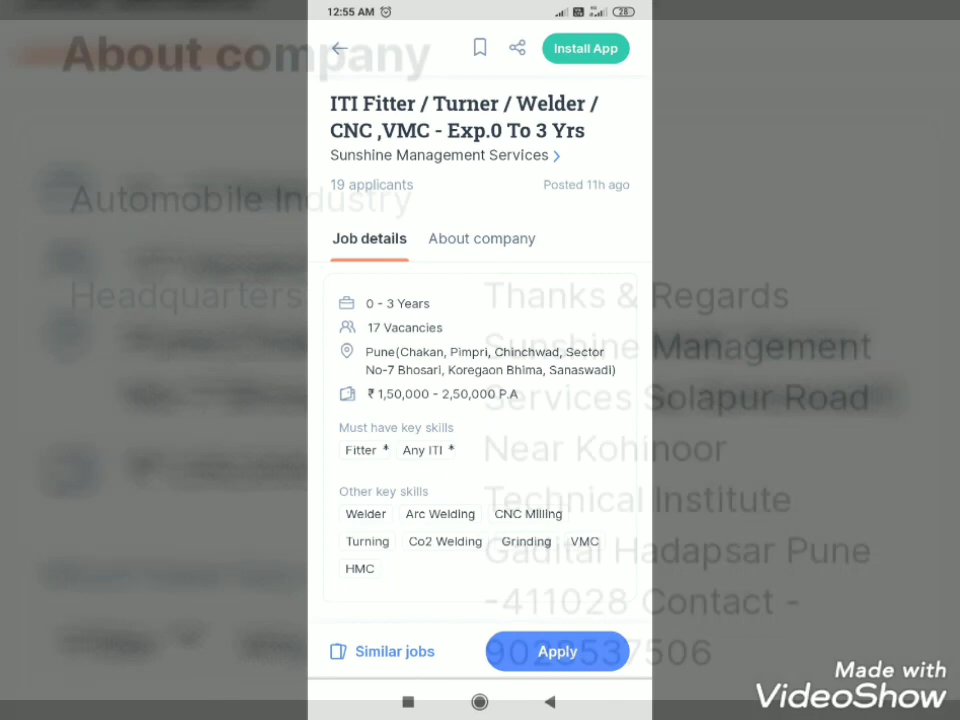 12:55 AM
28
Install App
ITI Fitter / Turner / Welder /
CNC ,VMC - Exp.0 To 3 Yrs
Sunshine Management Services >
19 applicants
Posted 11h ago
Job details
About company
0 - 3 Years
17 Vacancies
Pune(Chakan, Pimpri, Chinchwad, Sector
No-7 Bhosari, Koregaon Bhima, Sanaswadi)
₹ 1,50,000 - 2,50,000 P.A
Must have key skills
Fitter * Any ITI *
Other key skills
Welder Arc Welding CNC Milling
Turning Co2 Welding Grinding VMC
HMC
Similar jobs
Apply
About company
Automobile Industry
Headquarters
Thanks & Regards
Sunshine Management
Services Solapur Road
Near Kohinoor
Technical Institute
Gadital Hadapsar Pune
-411028 Contact -
9028537506
Made with
VideoShow